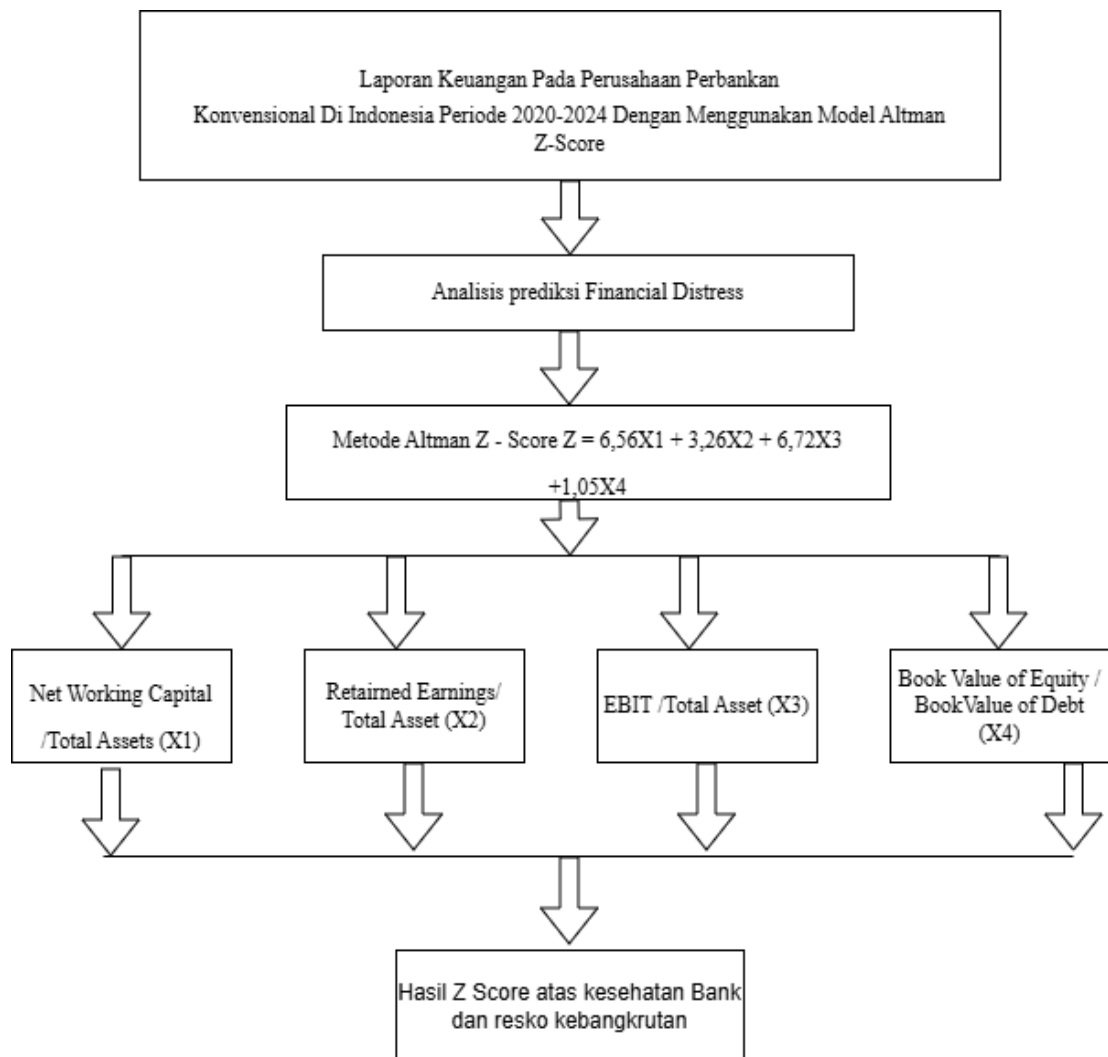 Laporan Keuangan Pada Perusahaan Perbankan
Konvensional Di Indonesia Periode 2020-2024 Dengan Menggunakan Model Altman
Z-Score
Analisis prediksi Financial Distress
Metode Altman Z - Score Z = 6,56X1 + 3,26X2 + 6,72X3
+1,05X4
Net Working Capital
/Total Assets (X1)
Retairned Earnings/
Total Asset (X2)
EBIT /Total Asset (X3)
Book Value of Equity /
BookValue of Debt
(X4)
Hasil Z Score atas kesehatan Bank
dan resko kebangkrutan